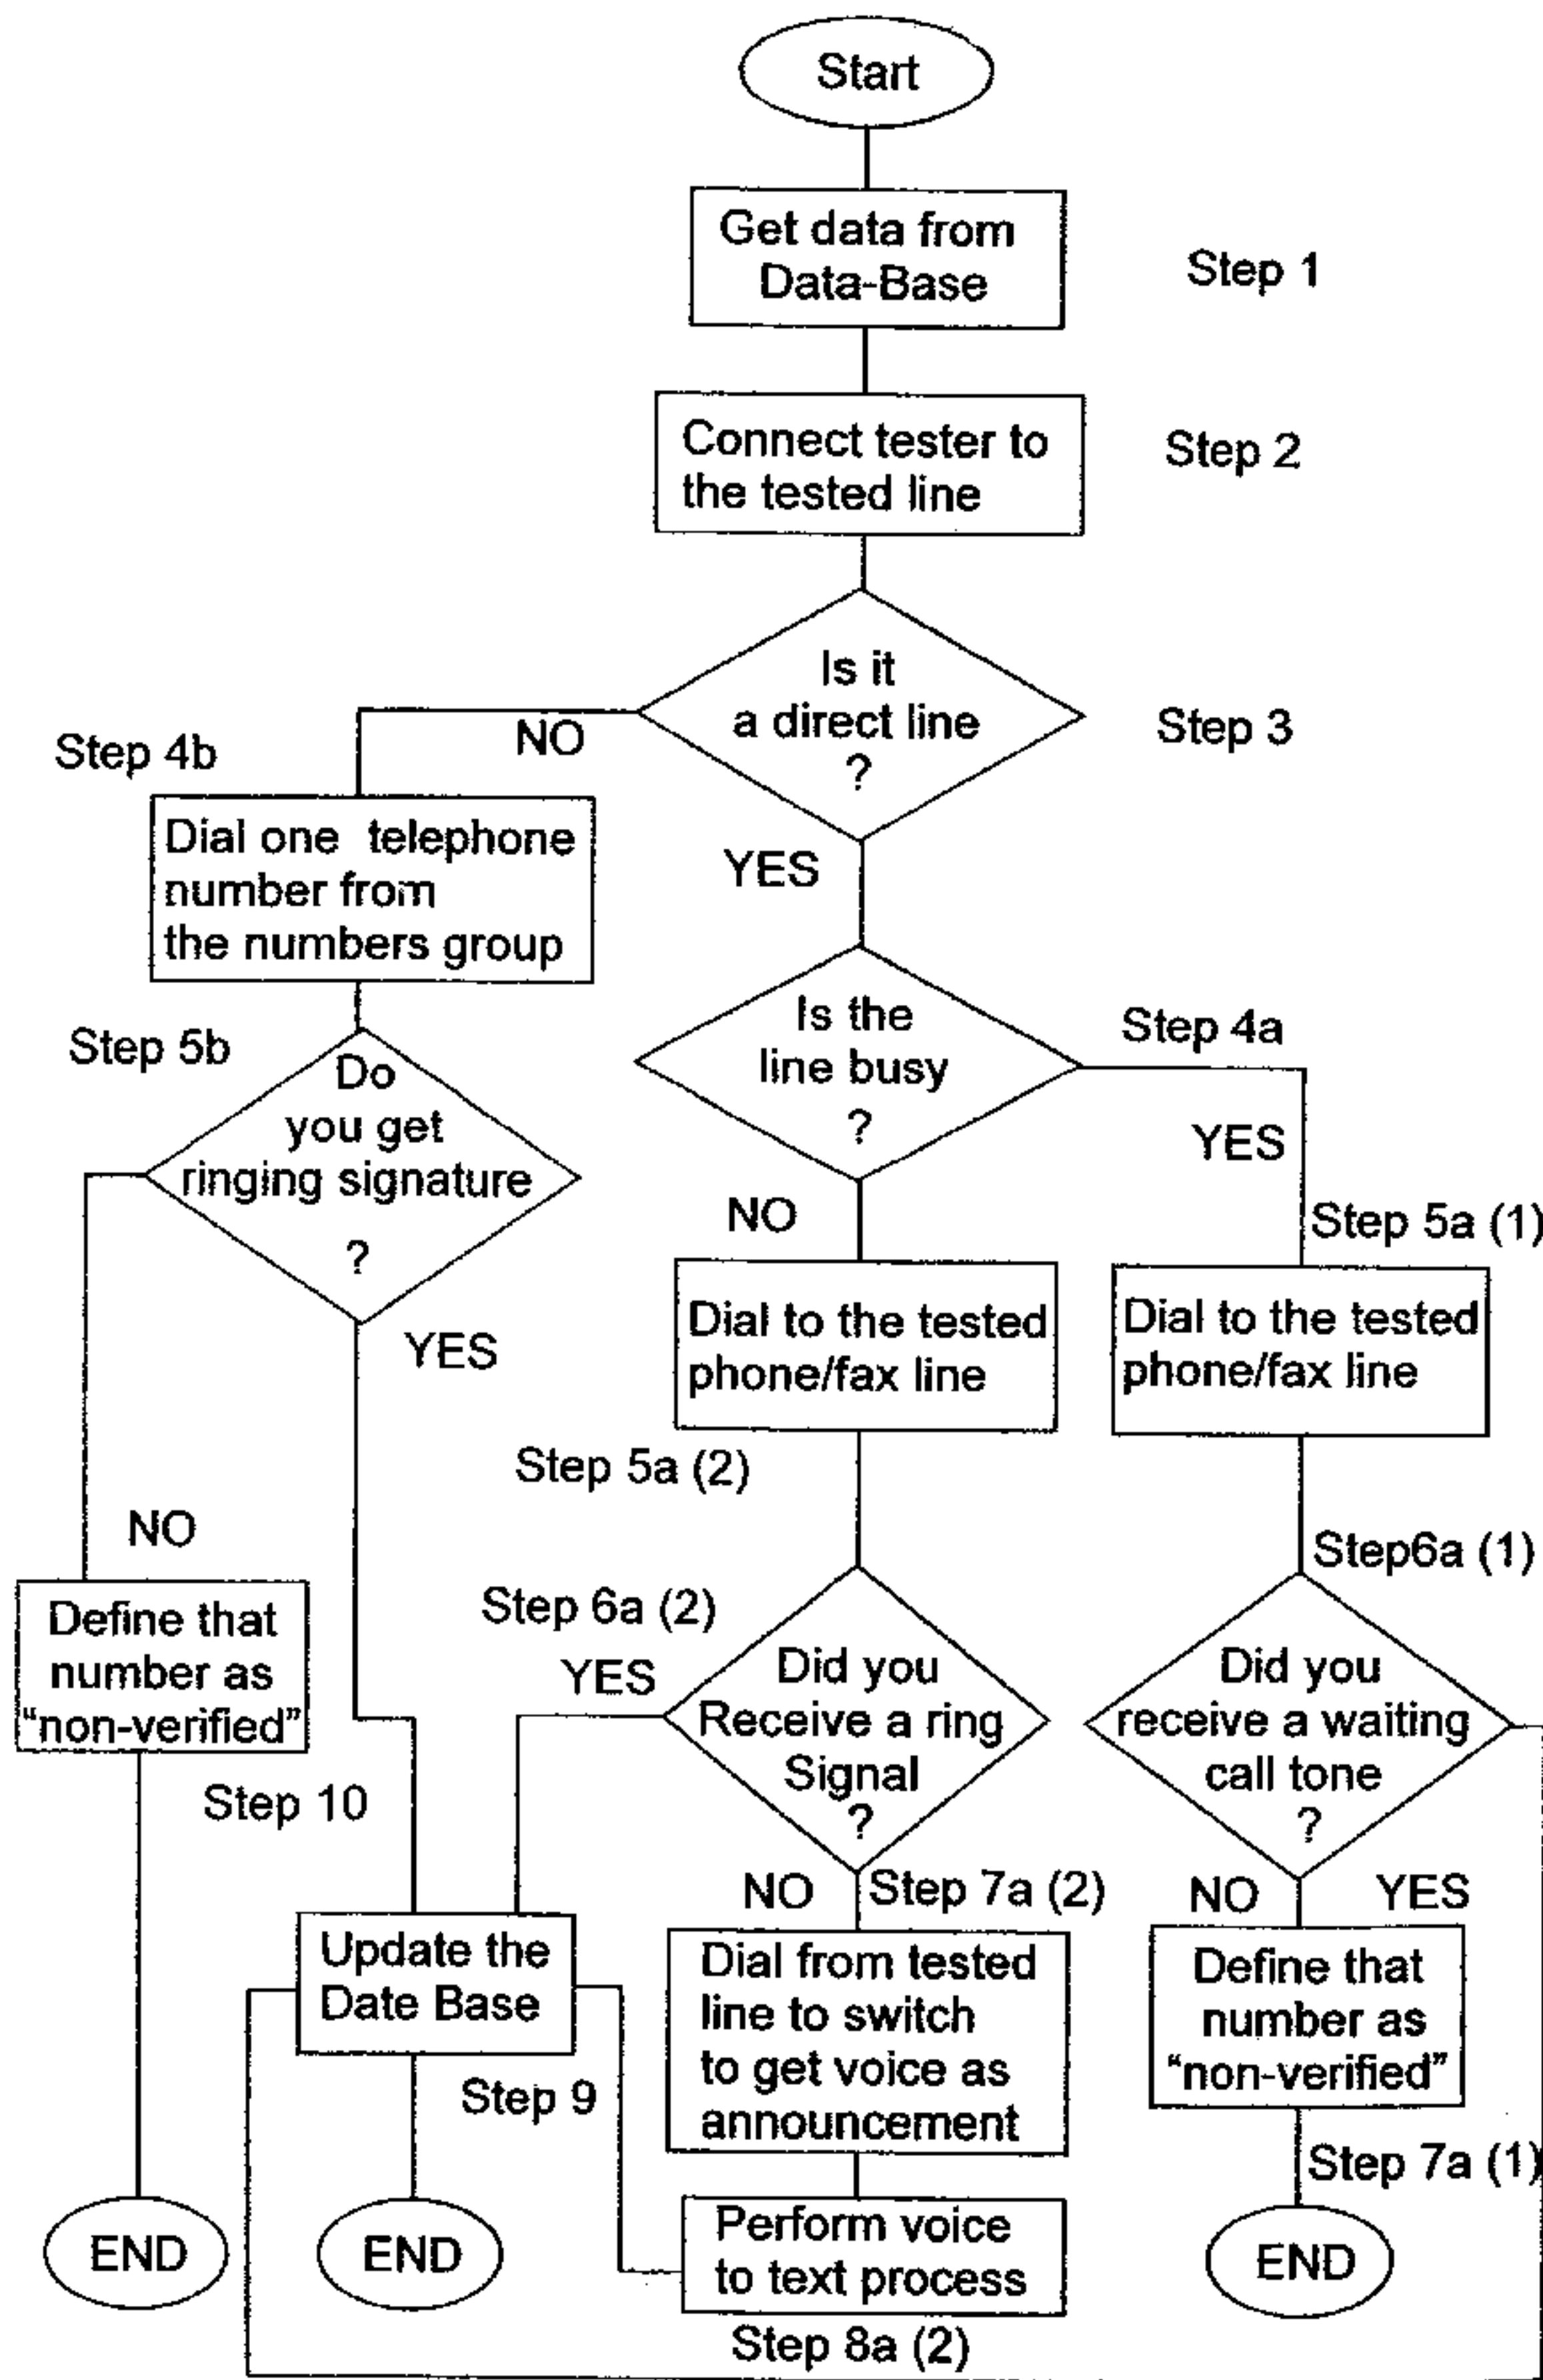 Start
Get data from
Data-Base
Step 1
Connect tester to
the tested line
Step 2
Is it
a direct line
?
Step 3
NO
Step 4b
YES
Dial one telephone
number from
the numbers group
Is the
line busy
?
Step 4a
YES
Step 5b
Do
you get
ringing signature
?
NO
Step 5a (1)
YES
Dial to the tested
phone/fax line
Dial to the tested
phone/fax line
Step 5a (2)
NO
Step6a (1)
Define that
number as
“non-verified”
Step 6a (2)
YES
Did you
Receive a ring
Signal
?
Did you
receive a waiting
call tone
?
Step 10
NO
Step 7a (2)
NO
YES
Update the
Date Base
Dial from tested
line to switch
to get voice as
announcement
Define that
number as
“non-verified”
Step 9
Step 7a (1)
END
END
Perform voice
to text process
END
Step 8a (2)